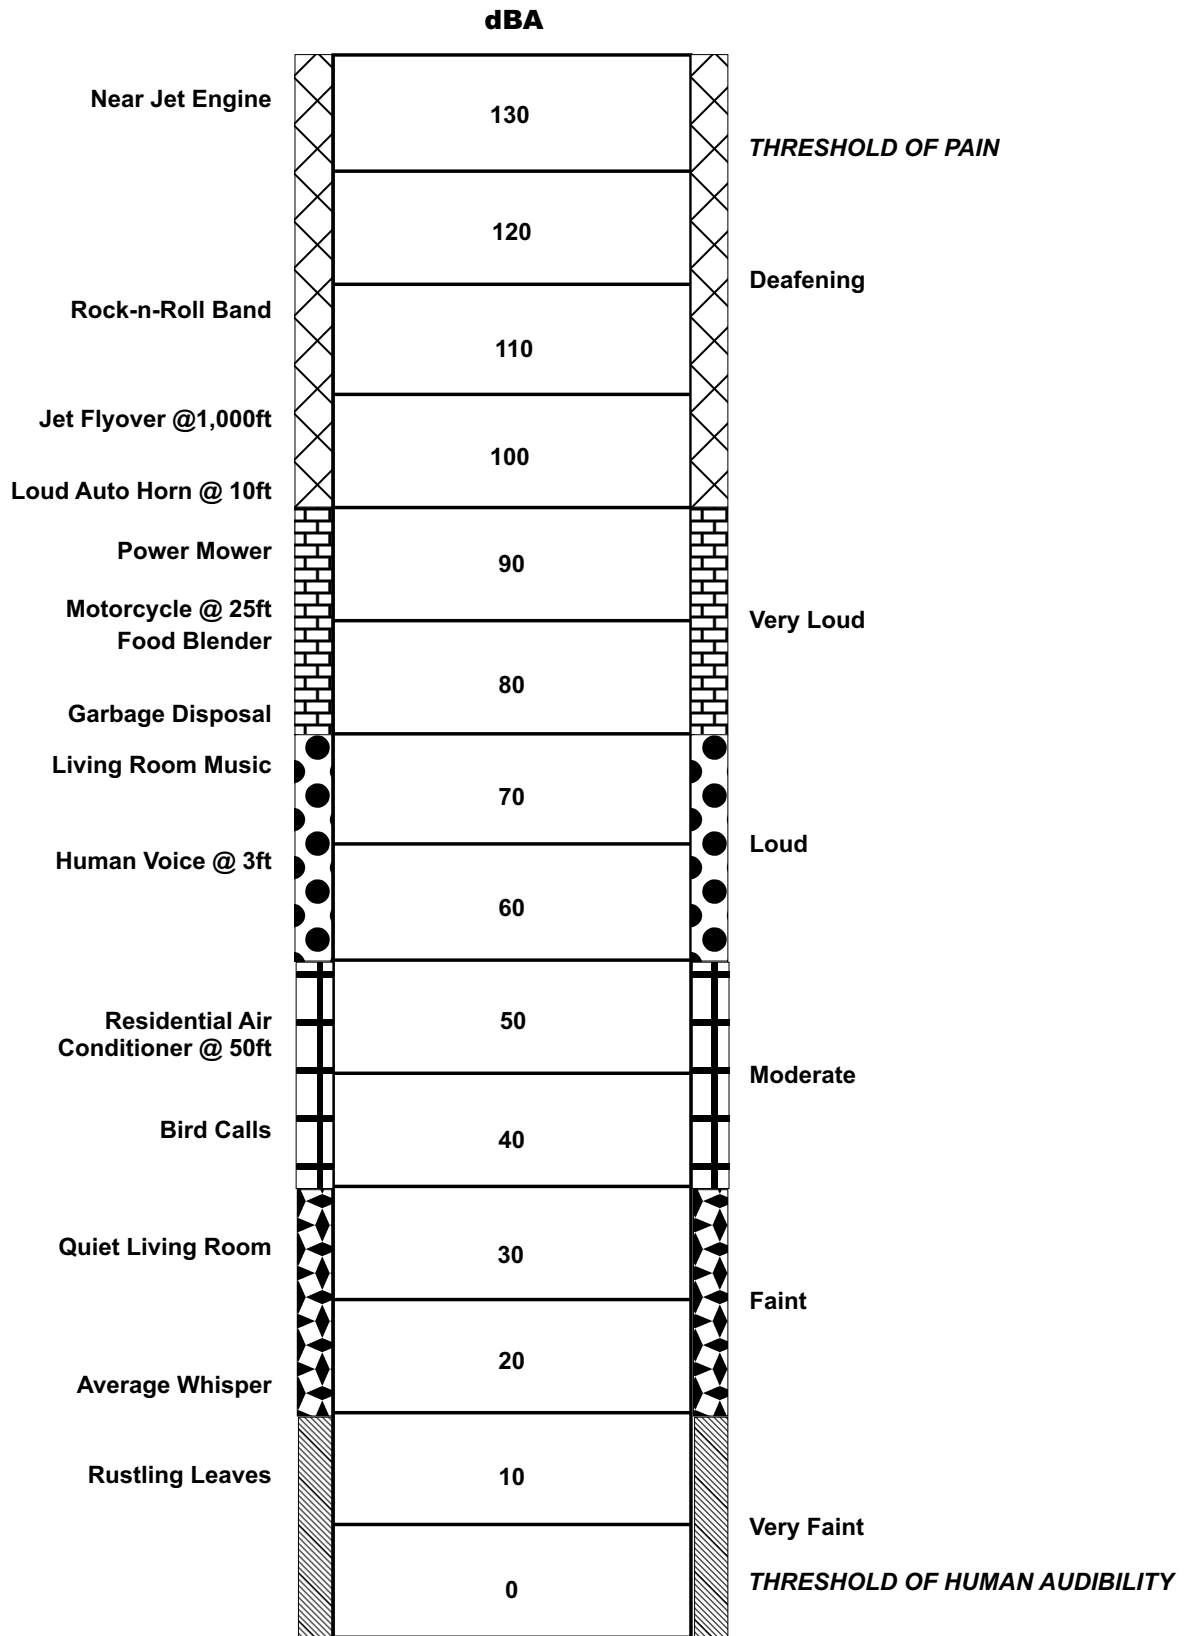 dBA
Near Jet Engine
130
THRESHOLD OF PAIN
120
Deafening
Rock-n-Roll Band
110
Jet Flyover @1,000ft
100
Loud Auto Horn @ 10ft
Power Mower
90
Motorcycle @ 25ft
Very Loud
Food Blender
80
Garbage Disposal
Living Room Music
70
Loud
Human Voice @ 3ft
60
50
Residential Air
Conditioner @ 50ft
Moderate
Bird Calls
40
Quiet Living Room
30
Faint
20
Average Whisper
Rustling Leaves
10
Very Faint
THRESHOLD OF HUMAN AUDIBILITY
0